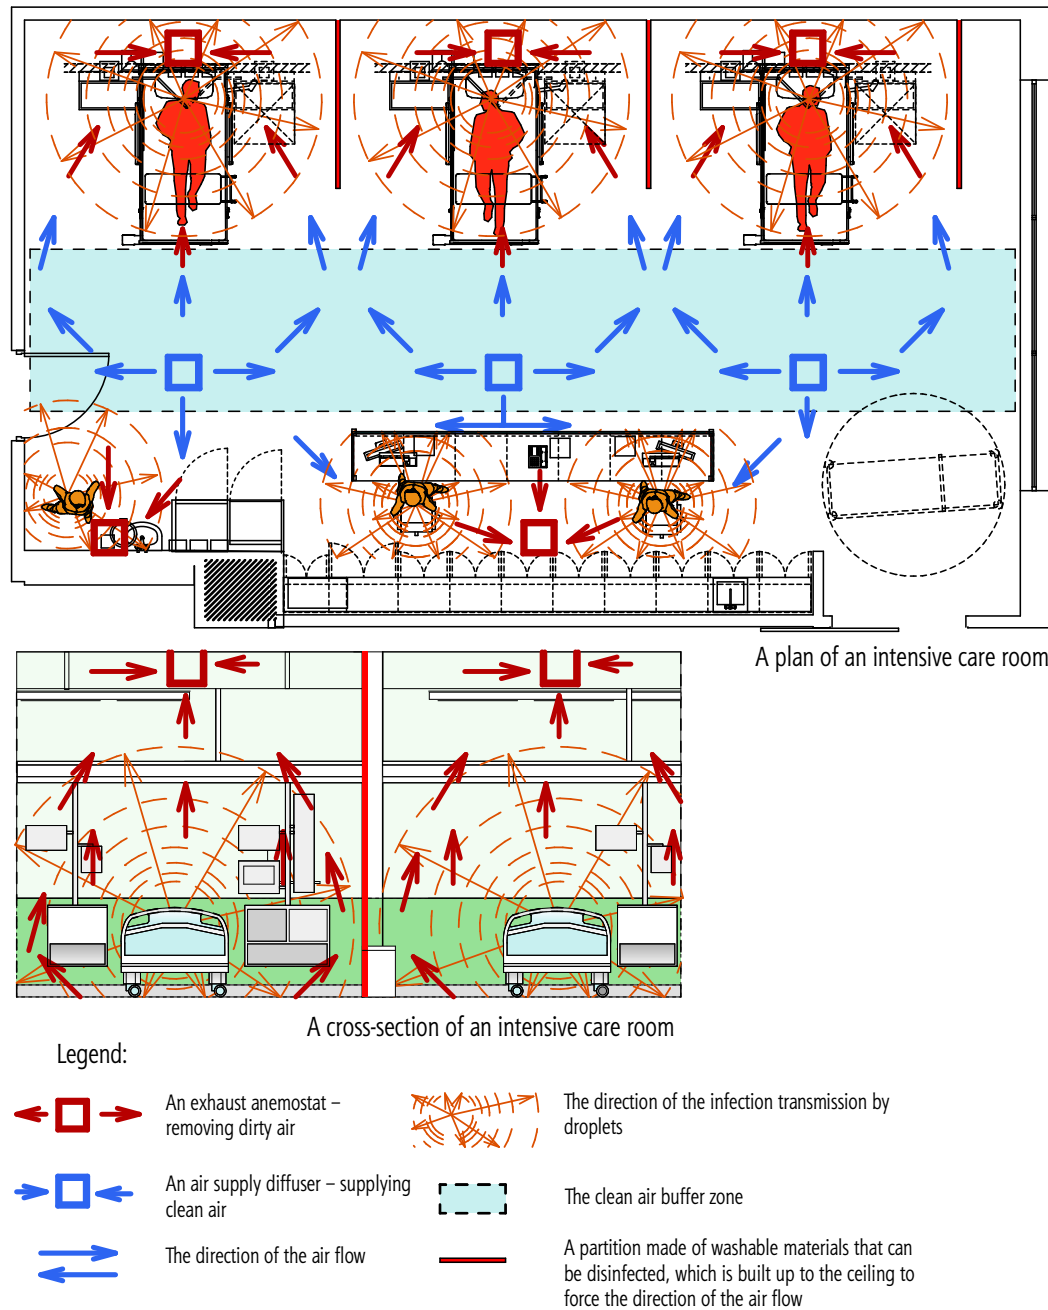 A plan of an intensive care room
A cross-section of an intensive care room
Legend:
An exhaust anemostat –
removing dirty air
The direction of the infection transmission by
droplets
An air supply diffuser – supplying
clean air
The clean air buffer zone
The direction of the air flow
A partition made of washable materials that can
be disinfected, which is built up to the ceiling to
force the direction of the air flow